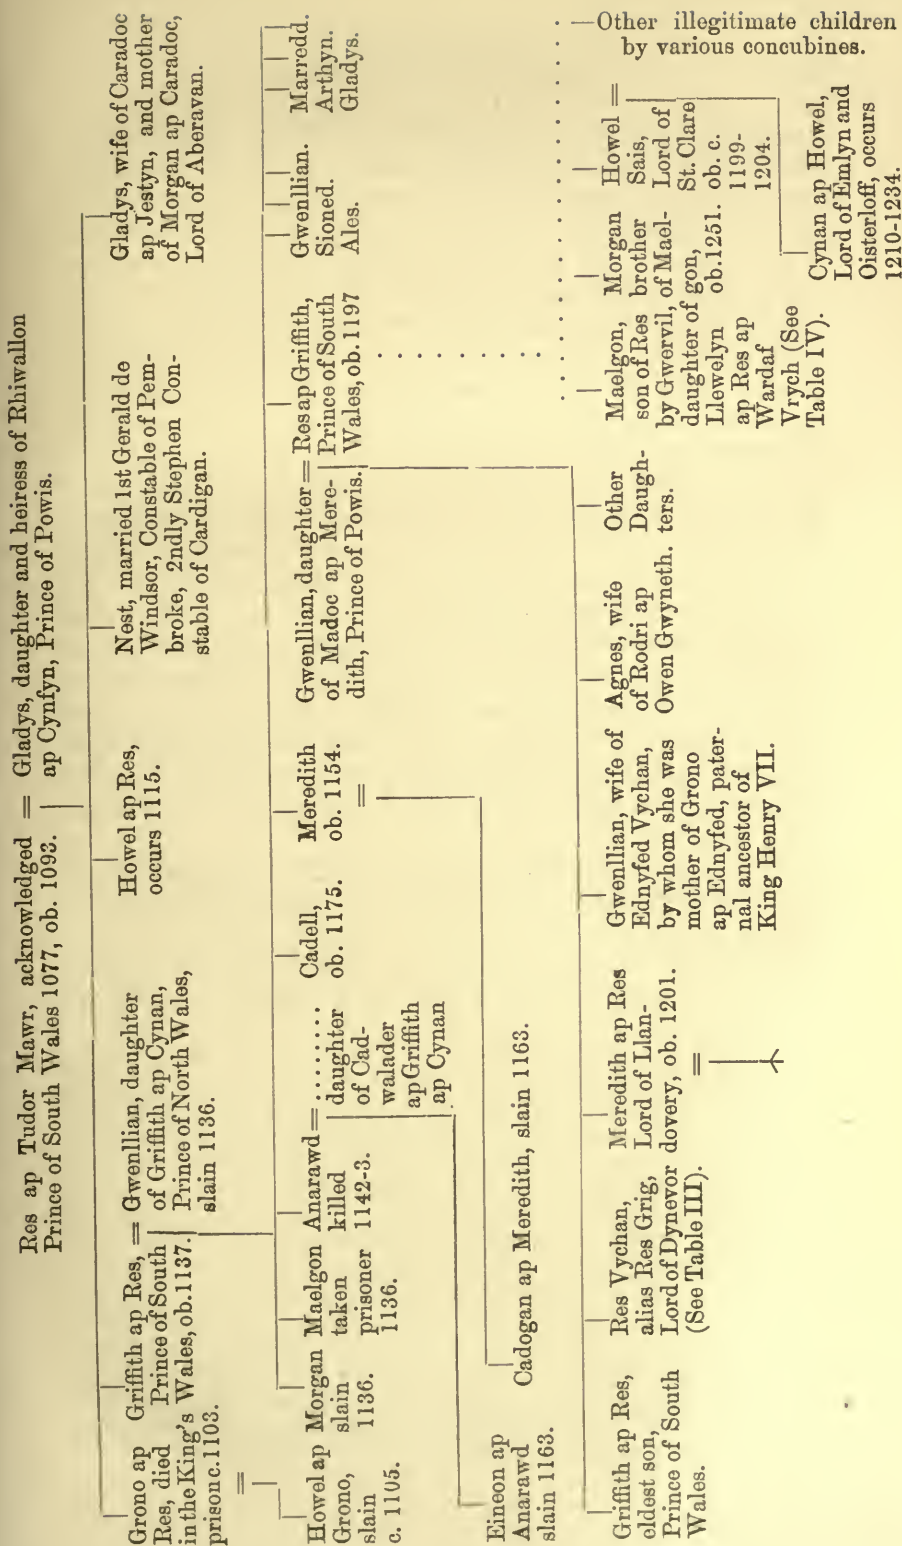 Res ap Tudor Mawr, acknowledged
Prince of South Wales 1077, ob. 1093.
=
Gladys, daughter and heiress of Rhiwallon
ap Cynfyn, Prince of Powis.
Grono ap
Res, died
in the King's
prison c. 1103.
=
Griffith ap Res,
Prince of South
Wales, ob. 1137.
=
Gwenllian, daughter
of Griffith ap Cynan,
Prince of North Wales,
slain 1136.
Howel ap Res,
occurs 1115.
Nest, married 1st Gerald de
Windsor, Constable of Pem-
broke, 2ndly Stephen Con-
stable of Cardigan.
Gladys, wife of Caradoc
ap Jestyn, and mother
of Morgan ap Caradoc,
Lord of Aberavan.
Howel ap
Grono,
slain
c. 1105.
Morgan
slain
1136.
Maelgon
taken
prisoner
1136.
Anarawd
killed
1142-3.
= ........
daughter
of Cad-
walader
ap Griffith
ap Cynan
Cadell,
ob. 1175.
Meredith
ob. 1154.
=
Gwenllian, daughter
of Madoc ap Mere-
dith, Prince of Powis.
=
Res ap Griffith,
Prince of South
Wales, ob. 1197
Gwenllian.
Sioned.
Ales.
Marredd.
Arthyn.
Gladys.
Eineon ap
Anarawd
slain 1163.
Cadogan ap Meredith, slain 1163.
Griffith ap Res,
eldest son,
Prince of South
Wales.
Res Vychan,
alias Res Grig,
Lord of Dynevor
(See Table III).
Meredith ap Res
Lord of Llan-
dovery, ob. 1201.
=
Gwenllian, wife of
Ednyfed Vychan,
by whom she was
mother of Grono
ap Ednyfed, pater-
nal ancestor of
King Henry VII.
Agnes, wife
of Rodri ap
Owen Gwyneth.
Other
Daugh-
ters.
Maelgon,
son of Res
by Gwervil,
daughter of
Llewelyn
ap Res ap
Wardaf
Vrych (See
Table IV).
Morgan
brother
of Mael-
gon,
ob. 1251.
Howel
Sais,
Lord of
St. Clare
ob. c.
1199-
1204.
=
—Other illegitimate children
by various concubines.
Cynan ap Howel,
Lord of Emlyn and
Oisterloff, occurs
1210-1234.